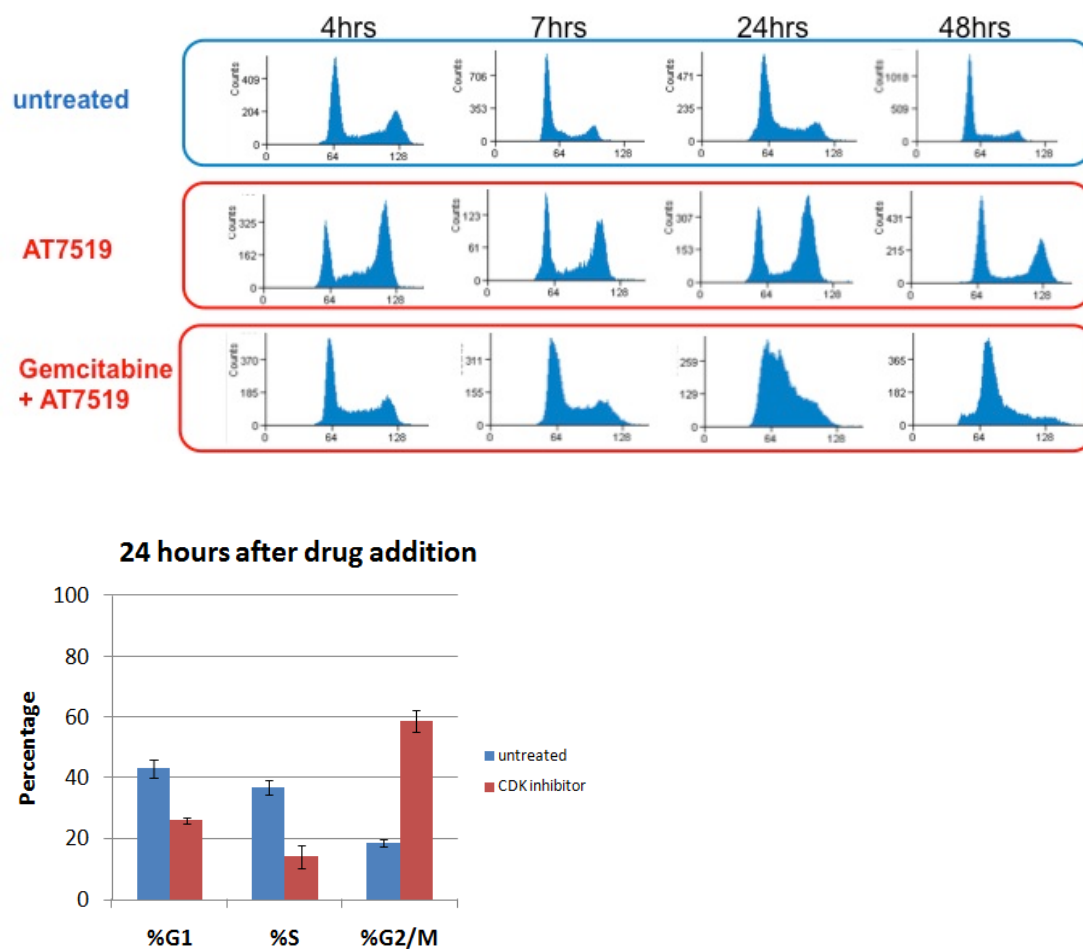 4hrs 7hrs 24hrs 48hrs
untreated
Counts 409 204 0 0 64 128
Counts 706 353 0 0 64 128
Counts 471 235 0 0 64 128
Counts 1018 509 0 0 64 128
AT7519
Counts 325 162 0 0 64 128
Counts 123 61 0 0 64 128
Counts 307 153 0 0 64 128
Counts 431 215 0 0 64 128
Gemcitabine
+ AT7519
Counts 370 185 0 0 64 128
311 155 0 0 64 128
259 129 0 0 64 128
365 182 0 0 64 128
24 hours after drug addition
Percentage
100
80
60
40
20
0
%G1 %S %G2/M
untreated
CDK inhibitor